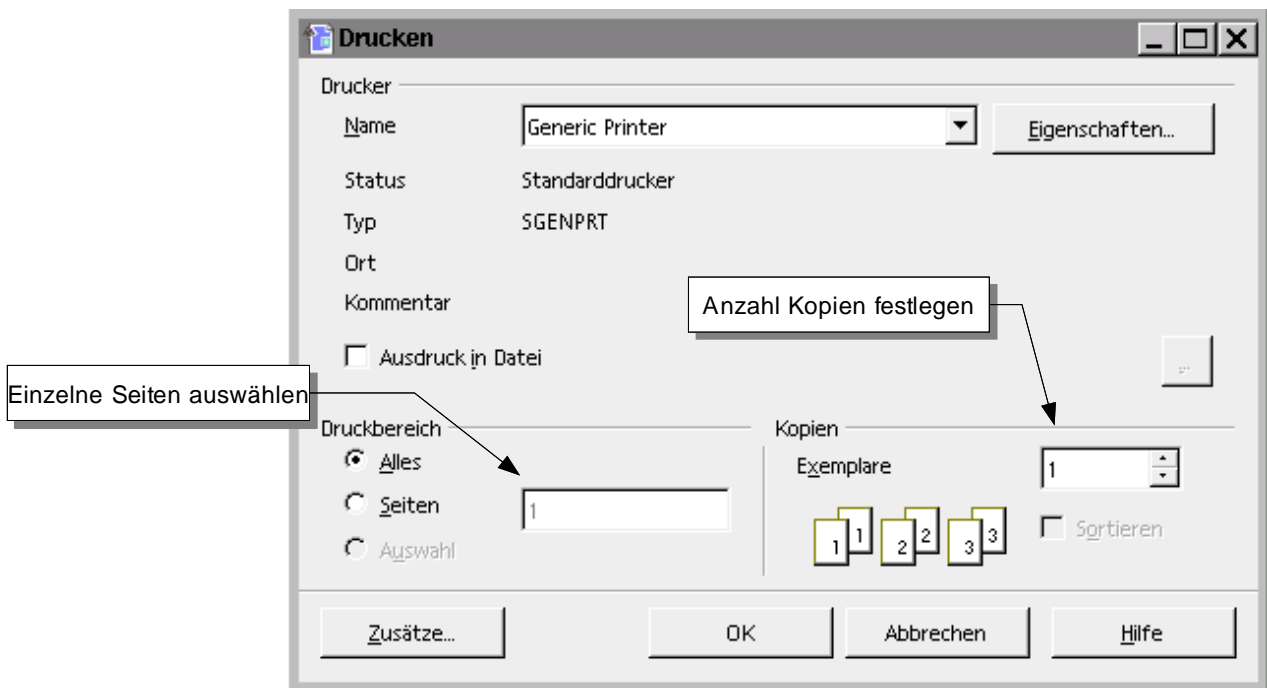 Drucken
Drucker
Name Generic Printer Eigenschaften...
Status Standarddrucker
Typ SGENPRT
Ort
Kommentar
Anzahl Kopien festlegen
Ausdruck in Datei
...
Einzelne Seiten auswählen
Druckbereich
Alles
Seiten 1
Auswahl
Kopien
Exemplare 1
1 1 2 2 3 3
Sortieren
Zusätze... OK Abbrechen Hilfe